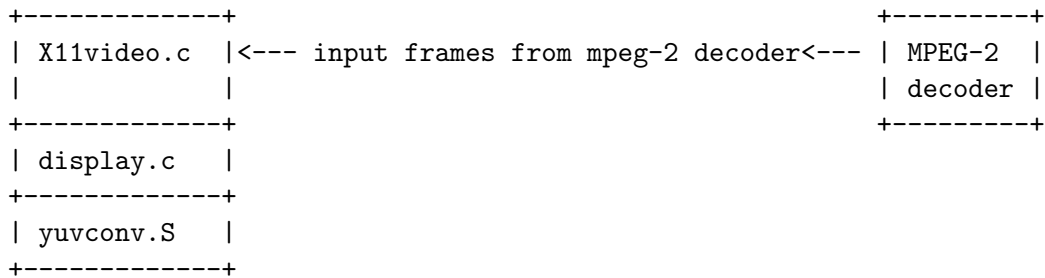 +-------------+                                        +---------+
| X11video.c  |<--- input frames from mpeg-2 decoder<--- | MPEG-2  |
|             |                                        | decoder |
+-------------+                                        +---------+
| display.c   |
+-------------+
| yuvconv.S   |
+-------------+